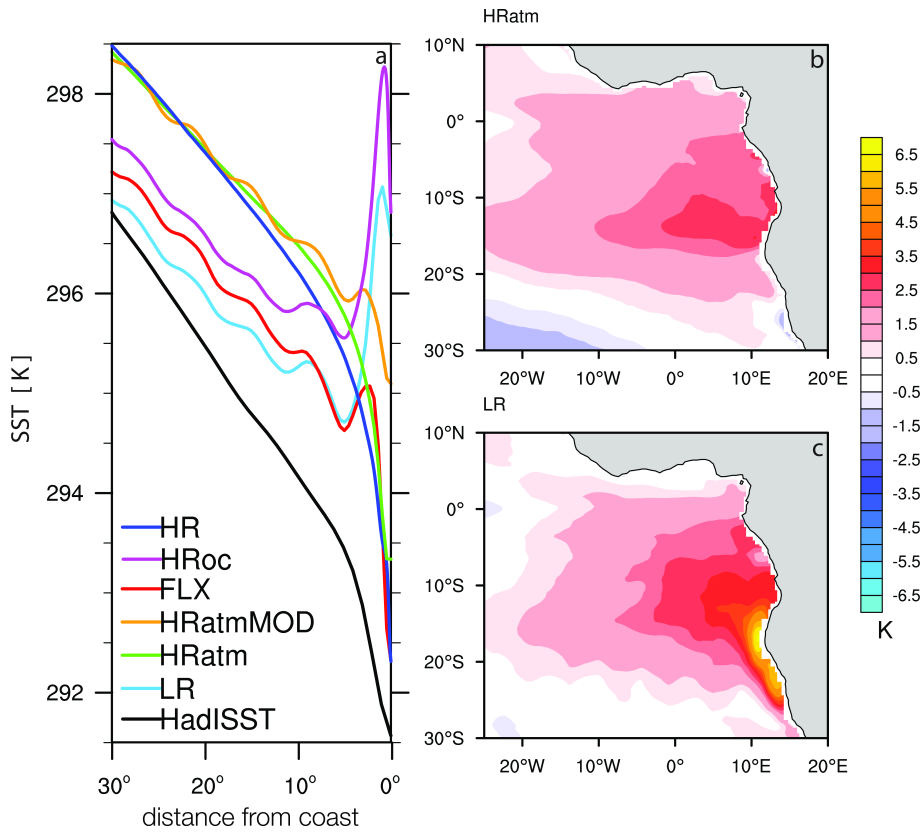 HRatm
a
b
298
296
294
292
SST [ K ]
HR
HRoc
FLX
HRatmMOD
HRatm
LR
HadISST
30° 20° 10° 0°
distance from coast
10°N
0°
10°S
20°S
30°S
20°W 10°W 0° 10°E 20°E
LR
c
10°N
0°
10°S
20°S
30°S
20°W 10°W 0° 10°E 20°E
6.5
5.5
4.5
3.5
2.5
1.5
0.5
-0.5
-1.5
-2.5
-3.5
-4.5
-5.5
-6.5
K